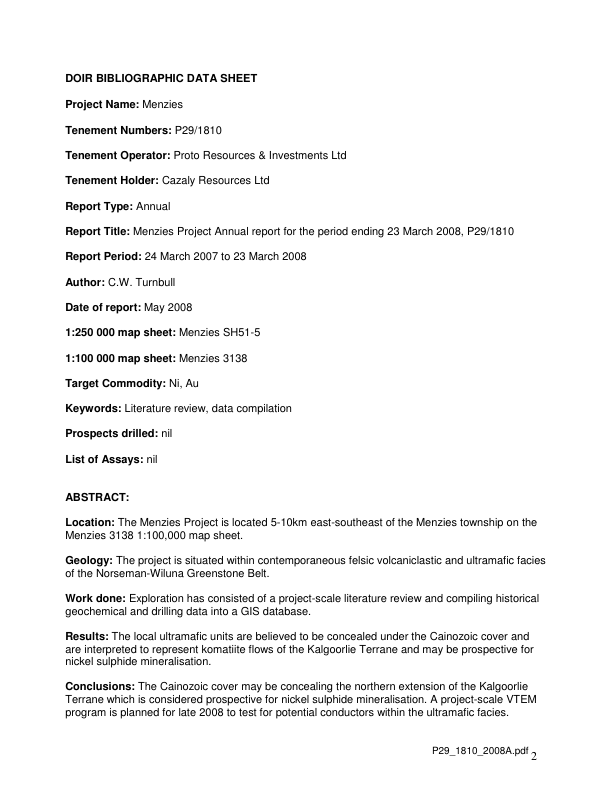 DOIR BIBLIOGRAPHIC DATA SHEET
Project Name: Menzies
Tenement Numbers: P29/1810
Tenement Operator: Proto Resources & Investments Ltd
Tenement Holder: Cazaly Resources Ltd
Report Type: Annual
Report Title: Menzies Project Annual report for the period ending 23 March 2008, P29/1810
Report Period: 24 March 2007 to 23 March 2008
Author: C.W. Turnbull
Date of report: May 2008
1:250 000 map sheet: Menzies SH51-5
1:100 000 map sheet: Menzies 3138
Target Commodity: Ni, Au
Keywords: Literature review, data compilation
Prospects drilled: nil
List of Assays: nil
ABSTRACT:
Location: The Menzies Project is located 5-10km east-southeast of the Menzies township on the
Menzies 3138 1:100,000 map sheet.
Geology: The project is situated within contemporaneous felsic volcaniclastic and ultramafic facies
of the Norseman-Wiluna Greenstone Belt.
Work done: Exploration has consisted of a project-scale literature review and compiling historical
geochemical and drilling data into a GIS database.
Results: The local ultramafic units are believed to be concealed under the Cainozoic cover and
are interpreted to represent komatiite flows of the Kalgoorlie Terrane and may be prospective for
nickel sulphide mineralisation.
Conclusions: The Cainozoic cover may be concealing the northern extension of the Kalgoorlie
Terrane which is considered prospective for nickel sulphide mineralisation. A project-scale VTEM
program is planned for late 2008 to test for potential conductors within the ultramafic facies.
P29_1810_2008A.pdf 2